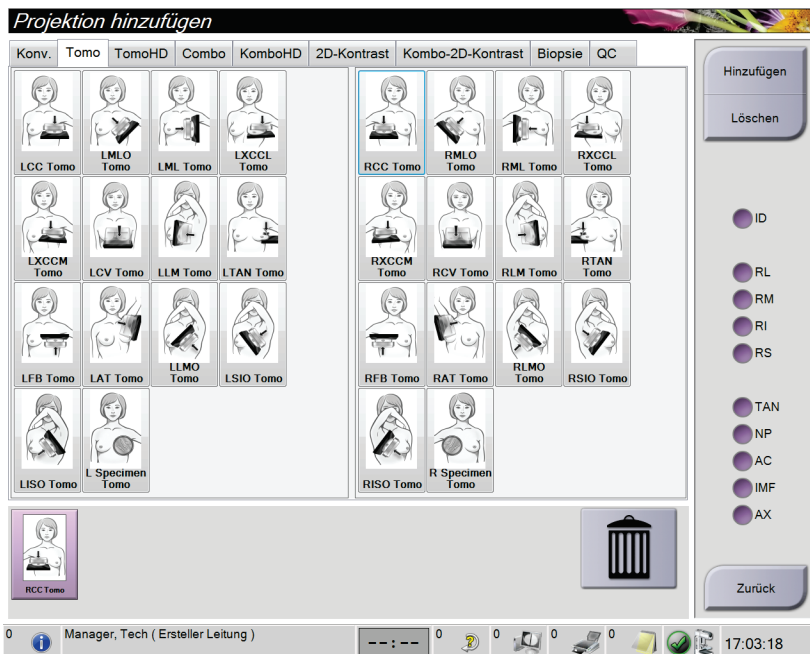 Projektion hinzufügen
Konv. Tomo TomoHD Combo KomboHD 2D-Kontrast Kombo-2D-Kontrast Biopsie QC
LCC Tomo
LMLO
Tomo
LML Tomo
LXCCL
Tomo
LXCCM
Tomo
LCV Tomo
LLM Tomo
LTAN Tomo
LFB Tomo
LAT Tomo
LLMO
Tomo
LSIO Tomo
LISO Tomo
L Specimen
Tomo
RCC Tomo
RMLO
Tomo
RML Tomo
RXCCL
Tomo
RXCCM
Tomo
RCV Tomo
RLM Tomo
RTAN
Tomo
RFB Tomo
RAT Tomo
RLMO
Tomo
RSIO Tomo
RISO Tomo
R Specimen
Tomo
Hinzufügen
Löschen
ID
RL
RM
RI
RS
TAN
NP
AC
IMF
AX
Zurück
RCC Tomo
0 Manager, Tech ( Ersteller Leitung ) --:-- 0 0 0 0 17:03:18